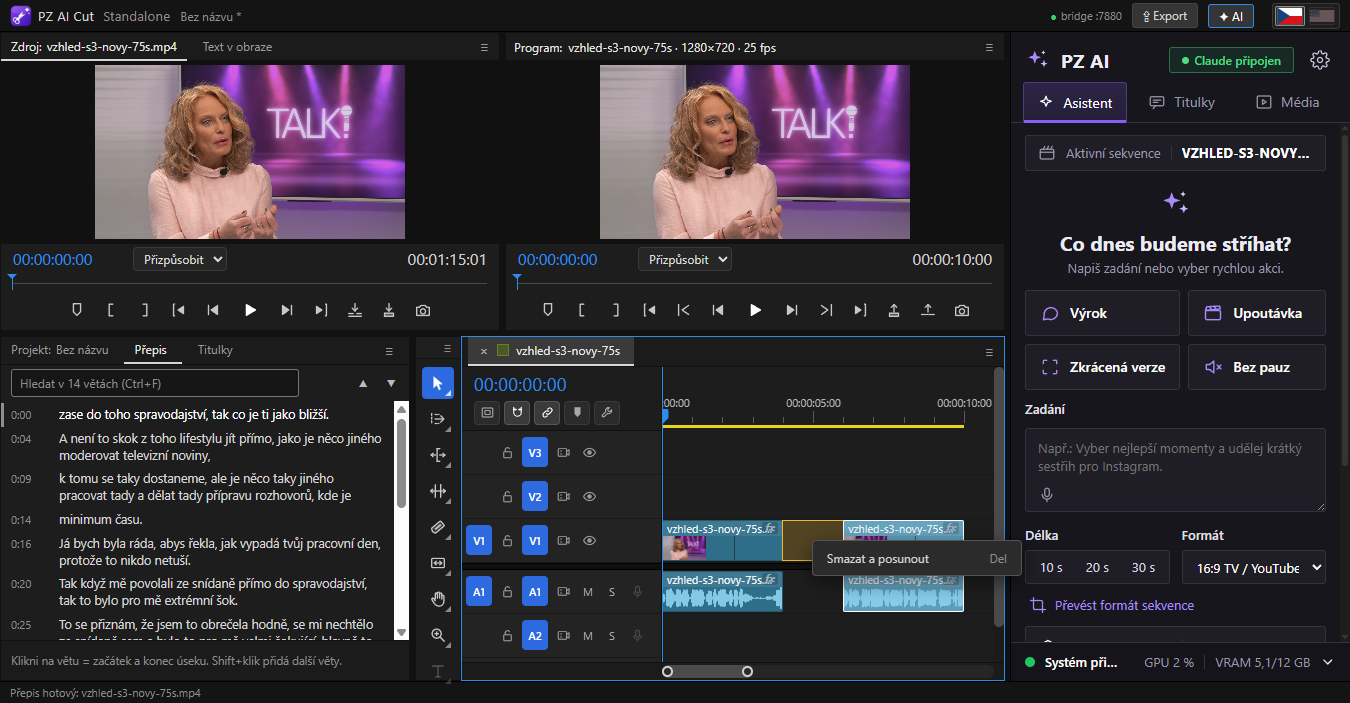 PZ AI Cut Standalone Bez názvu *
bridge :7880 Export AI
Zdroj: vzhled-s3-novy-75s.mp4 Text v obraze
TALK!
00:00:00:00 Přizpůsobit 00:01:15:01
Program: vzhled-s3-novy-75s · 1280×720 · 25 fps
TALK!
00:00:00:00 Přizpůsobit 00:00:10:00
Projekt: Bez názvu Přepis Titulky
Hledat v 14 větách (Ctrl+F)
0:00 zase do toho spravodajství, tak co je ti jako bližší.
0:04 A není to skok z toho lifestylu jít přímo, jako je něco jiného
moderovat televizní noviny,
0:09 k tomu se taky dostaneme, ale je něco taky jiného
pracovat tady a dělat tady přípravu rozhovorů, kde je
0:14 minimum času.
0:16 Já bych byla ráda, abys řekla, jak vypadá tvůj pracovní den,
protože to nikdo netuší.
0:20 Tak když mě povolali ze snídaně přímo do spravodajství,
tak to bylo pro mě extrémní šok.
0:25 To se přiznám, že jsem to obrečela hodně, se mi nechtělo
Klikni na větu = začátek a konec úseku. Shift+klik přidá další věty.
vzhled-s3-novy-75s
00:00:00:00
:00:00 00:00:05:00 00:00:10:00
V3
V2
V1 V1
A1 A1 M S
A2 M S
vzhled-s3-novy-75s. fx vzhled-s3-novy-75s. fx
Smazat a posunout Del
vzhled-s3-novy-75s. fx vzhled-s3-novy-75s. fx
PZ AI Claude připojen
Asistent Titulky Média
Aktivní sekvence VZHLED-S3-NOVY...
Co dnes budeme stříhat?
Napiš zadání nebo vyber rychlou akci.
Výrok Upoutávka
Zkrácená verze Bez pauz
Zadání
Např.: Vyber nejlepší momenty a udělej krátký
sestřih pro Instagram.
Délka Formát
10 s 20 s 30 s 16:9 TV / YouTube
Převést formát sekvence
Systém při... GPU 2 % VRAM 5,1/12 GB
Přepis hotový: vzhled-s3-novy-75s.mp4